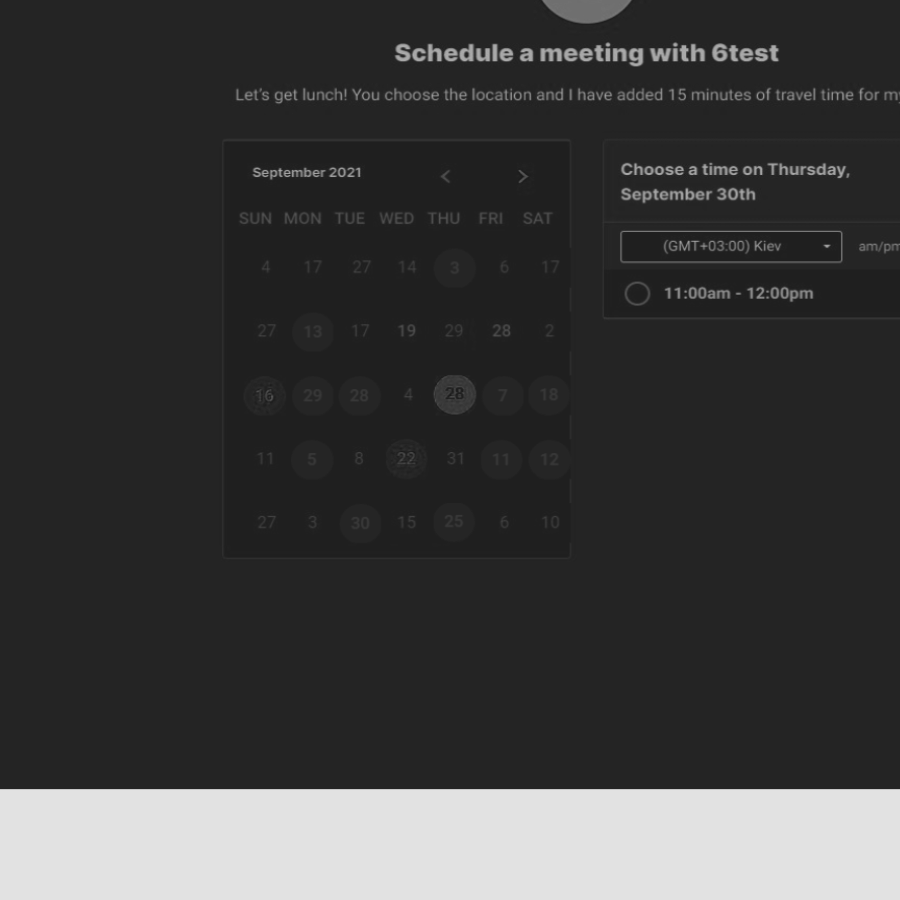 Schedule a meeting with 6test
Let's get lunch! You choose the location and I have added 15 minutes of travel time for
September 2021
SUN MON TUE WED THU FRI SAT
4 17 27 14 3 6 17
27 13 17 19 29 28 2
16 29 28 4 28 7 18
11 5 8 22 31 11 12
27 3 30 15 25 6 10
Choose a time on Thursday,
September 30th
(GMT+03:00) Kiev am/pm
11:00am - 12:00pm